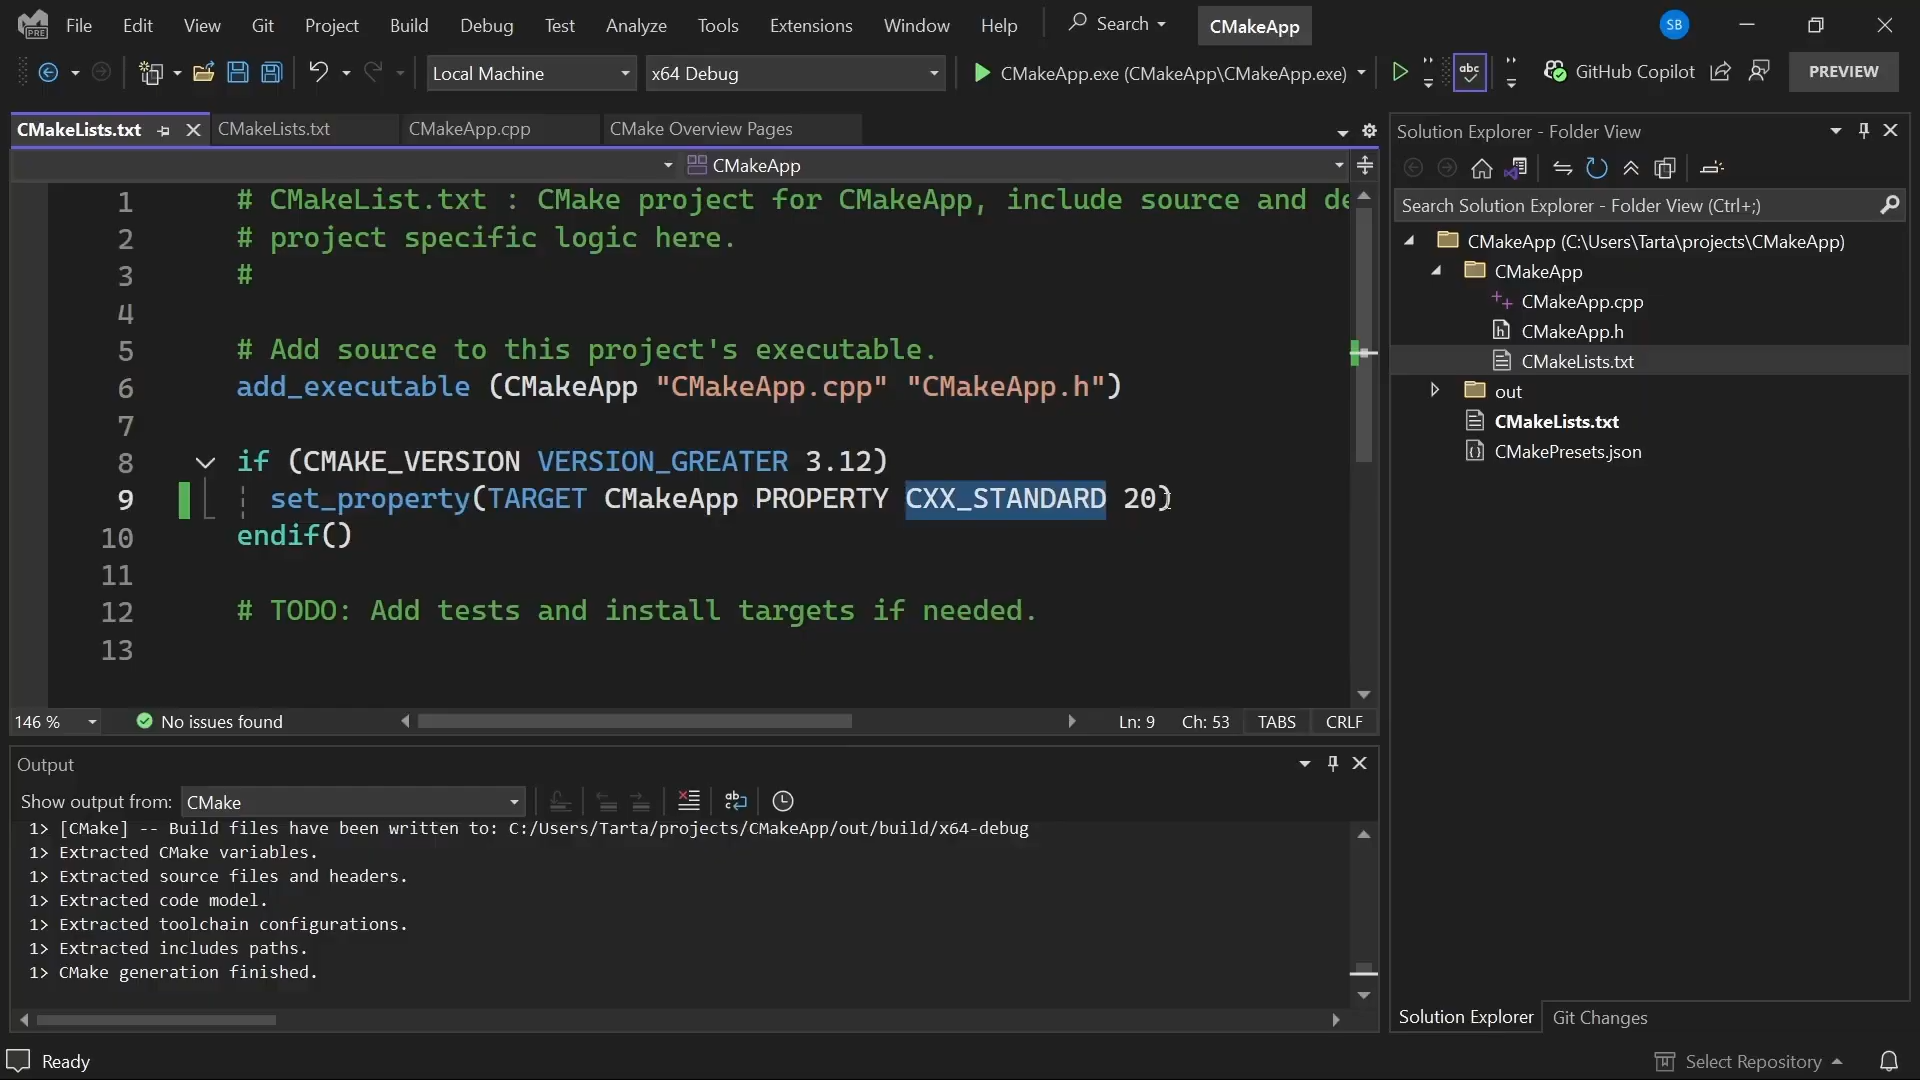 File Edit View Git Project Build Debug Test Analyze Tools Extensions Window Help Search CMakeApp SB
PRE
Local Machine x64 Debug CMakeApp.exe (CMakeApp\CMakeApp.exe) abc GitHub Copilot PREVIEW
CMakeLists.txt CMakeLists.txt CMakeApp.cpp CMake Overview Pages
CMakeApp
1 # CMakeList.txt : CMake project for CMakeApp, include source and de
2 # project specific logic here.
3 #
4
5 # Add source to this project's executable.
6 add_executable (CMakeApp "CMakeApp.cpp" "CMakeApp.h")
7
8 if (CMAKE_VERSION VERSION_GREATER 3.12)
9 set_property(TARGET CMakeApp PROPERTY CXX_STANDARD 20)
10 endif()
11
12 # TODO: Add tests and install targets if needed.
13
146 % No issues found Ln: 9 Ch: 53 TABS CRLF
Output
Show output from: CMake
1> [CMake] -- Build files have been written to: C:/Users/Tarta/projects/CMakeApp/out/build/x64-debug
1> Extracted CMake variables.
1> Extracted source files and headers.
1> Extracted code model.
1> Extracted toolchain configurations.
1> Extracted includes paths.
1> CMake generation finished.
Solution Explorer - Folder View
Search Solution Explorer - Folder View (Ctrl+;)
CMakeApp (C:\Users\Tarta\projects\CMakeApp)
CMakeApp
CMakeApp.cpp
CMakeApp.h
CMakeLists.txt
out
CMakeLists.txt
CMakePresets.json
Solution Explorer Git Changes
Ready Select Repository